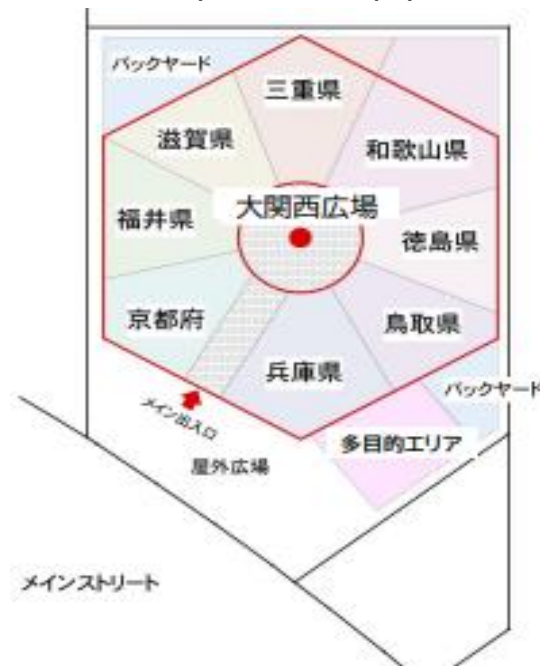 バックヤード
三重県
滋賀県
和歌山県
大関西広場
福井県
徳島県
京都府
鳥取県
兵庫県
バックヤード
メイン出入口
多目的エリア
屋外広場
メインストリート